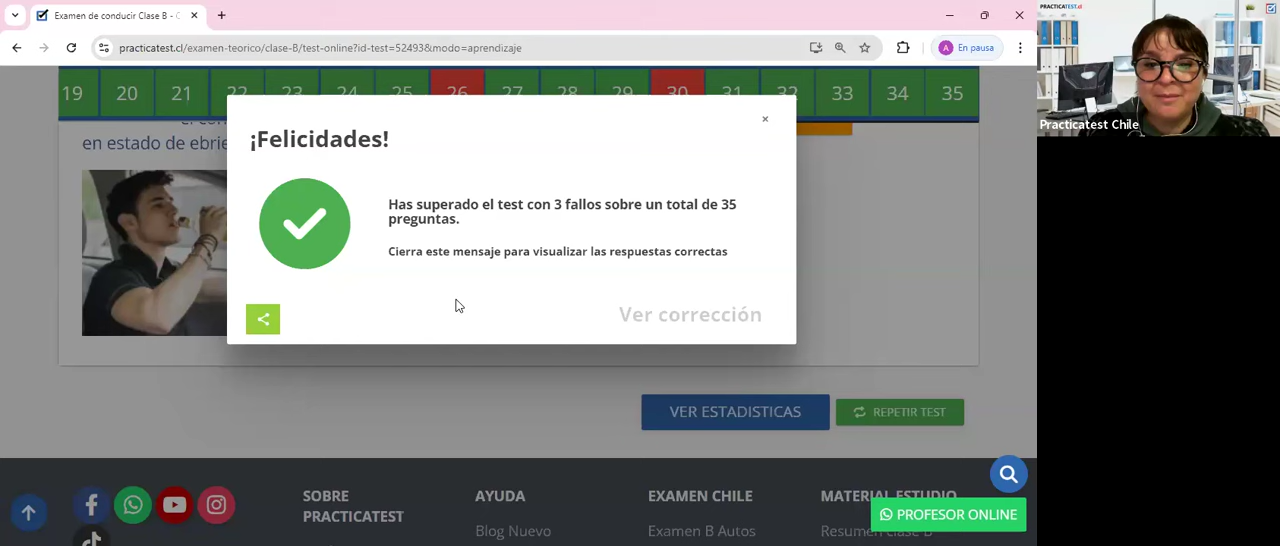 Examen de conducir Clase B - C
practicatest.cl/examen-teorico/clase-B/test-online?id-test=52493&modo=aprendizaje
A En pausa
PRACTICATEST.cl
Practicatest Chile
19 20 21 22 23 24 25 26 27 28 29 30 31 32 33 34 35
en estado de ebrie
¡Felicidades!
×
Has superado el test con 3 fallos sobre un total de 35
preguntas.
Cierra este mensaje para visualizar las respuestas correctas
Ver corrección
VER ESTADISTICAS
REPETIR TEST
SOBRE
PRACTICATEST
AYUDA
Blog Nuevo
EXAMEN CHILE
Examen B Autos
MATERIAL ESTUDIO
Resumen Clase B
PROFESOR ONLINE